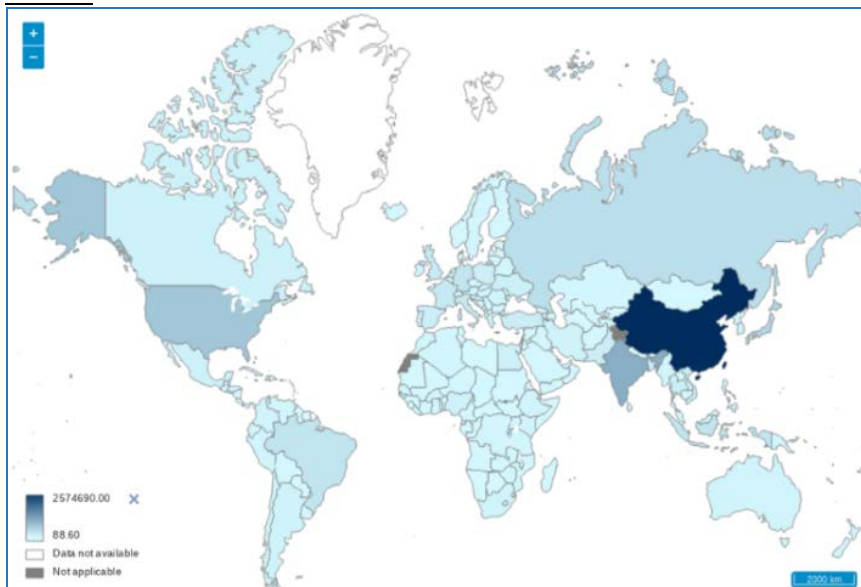 +
−
2574690.00 ×
88.60
Data not available
Not applicable
2000 km